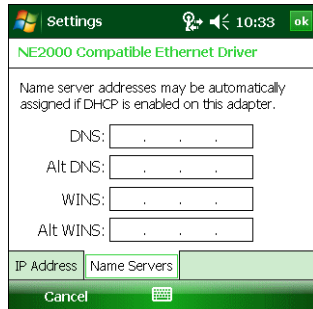 Settings 10:33 ok
NE2000 Compatible Ethernet Driver
Name server addresses may be automatically
assigned if DHCP is enabled on this adapter.
DNS: . . .
Alt DNS: . . .
WINS: . . .
Alt WINS: . . .
IP Address Name Servers
Cancel